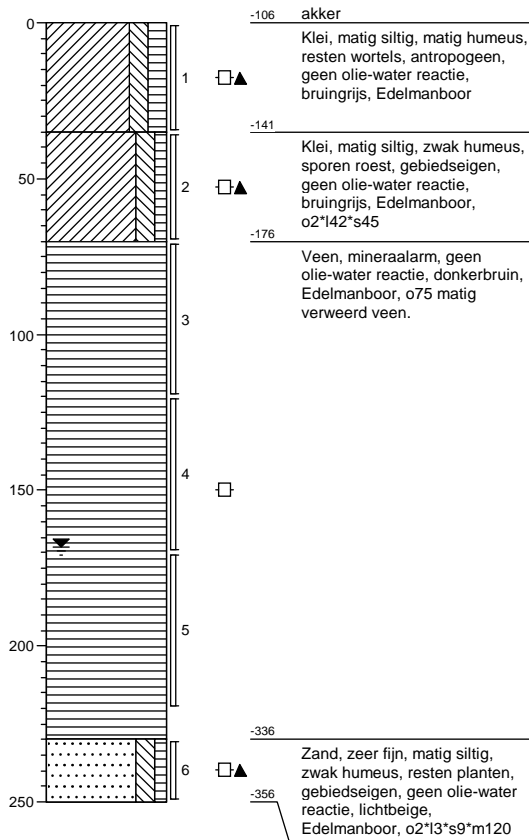 0
-106 akker
Klei, matig siltig, matig humeus,
resten wortels, antropogeen,
geen olie-water reactie,
bruingrijs, Edelmanboor
1
-141
Klei, matig siltig, zwak humeus,
sporen roest, gebiedseigen,
geen olie-water reactie,
bruingrijs, Edelmanboor,
o2*l42*s45
50
2
-176
Veen, mineraalarm, geen
olie-water reactie, donkerbruin,
Edelmanboor, o75 matig
verweerd veen.
3
100
4
150
5
200
-336
Zand, zeer fijn, matig siltig,
zwak humeus, resten planten,
gebiedseigen, geen olie-water
reactie, lichtbeige,
Edelmanboor, o2*l3*s9*m120
6
250
-356